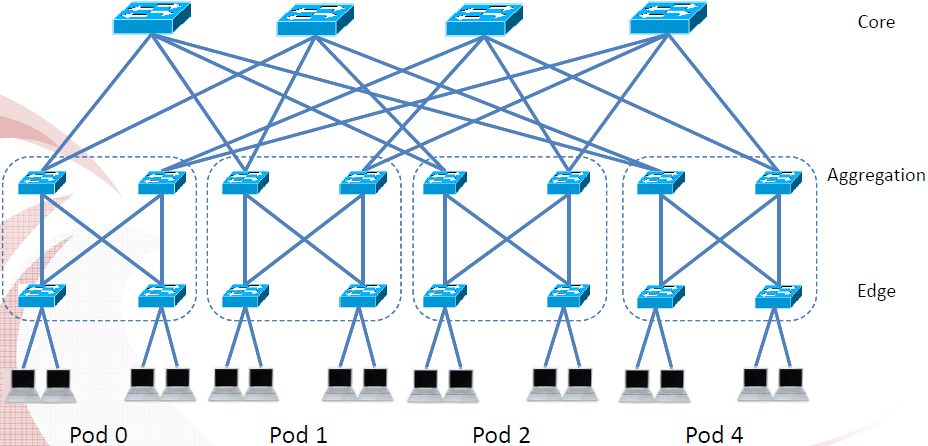 Core
Aggregation
Edge
Pod 0
Pod 1
Pod 2
Pod 4